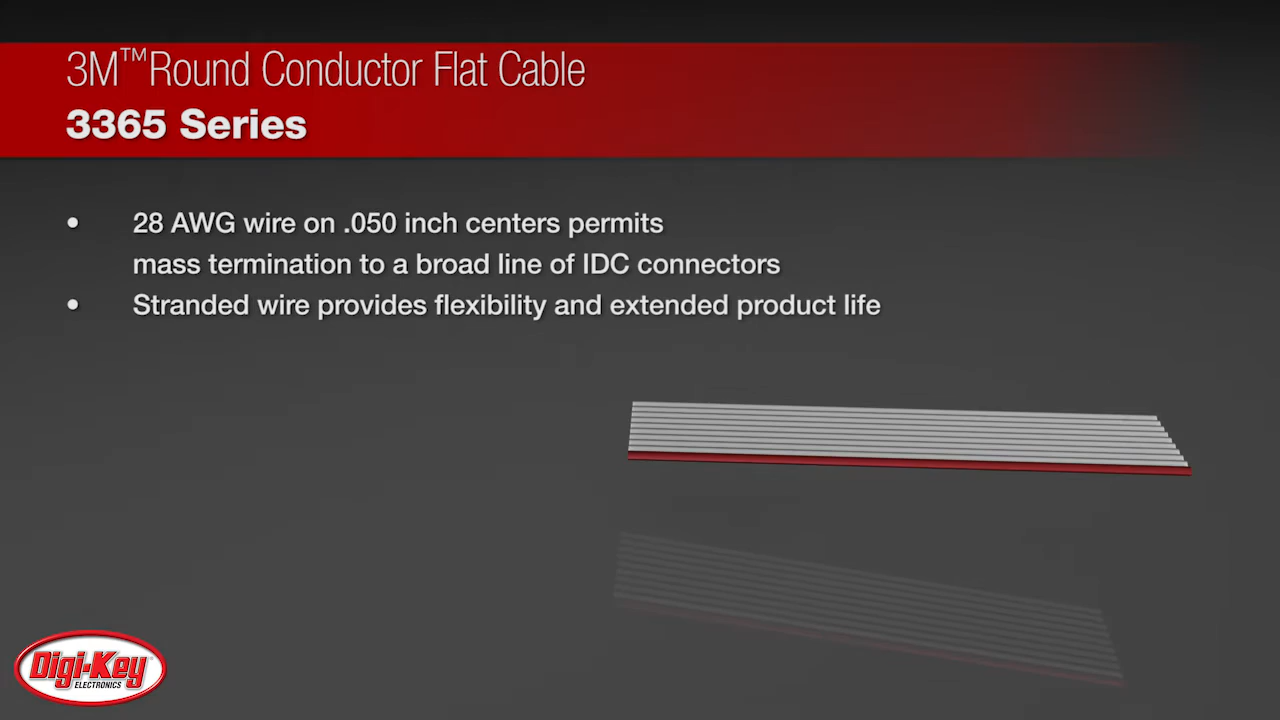 3M™Round Conductor Flat Cable
3365 Series
• 28 AWG wire on .050 inch centers permits
mass termination to a broad line of IDC connectors
• Stranded wire provides flexibility and extended product life
Digi-Key
ELECTRONICS